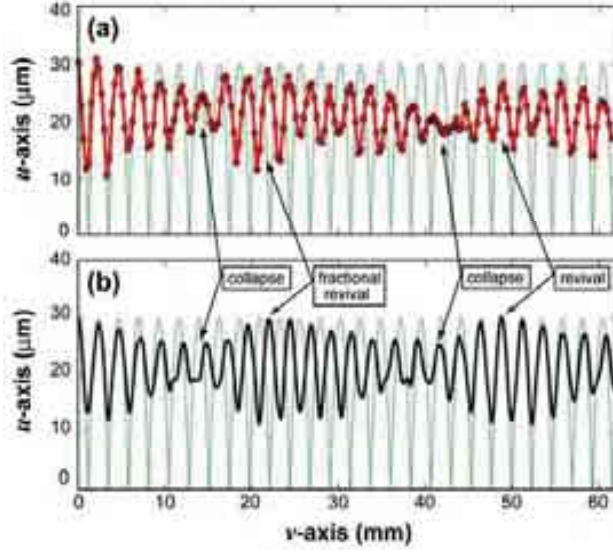 (a)
40
30
20
10
0
u-axis (μm)
collapse
fractional
revival
collapse
revival
(b)
40
30
20
10
0
u-axis (μm)
0 10 20 30 40 50 60
v-axis (mm)